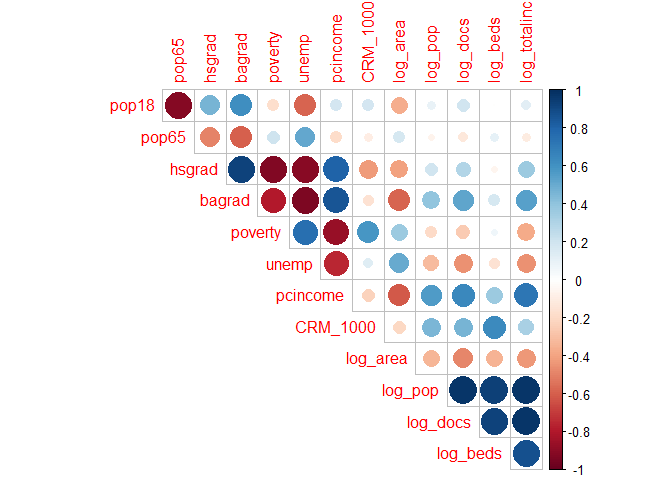 pop65
hsgrad
bagrad
poverty
unemp
pcincome
CRM_1000
log_area
log_pop
log_docs
log_beds
log_totalinc
pop18
pop65
hsgrad
bagrad
poverty
unemp
pcincome
CRM_1000
log_area
log_pop
log_docs
log_beds
1
0.8
0.6
0.4
0.2
0
-0.2
-0.4
-0.6
-0.8
-1